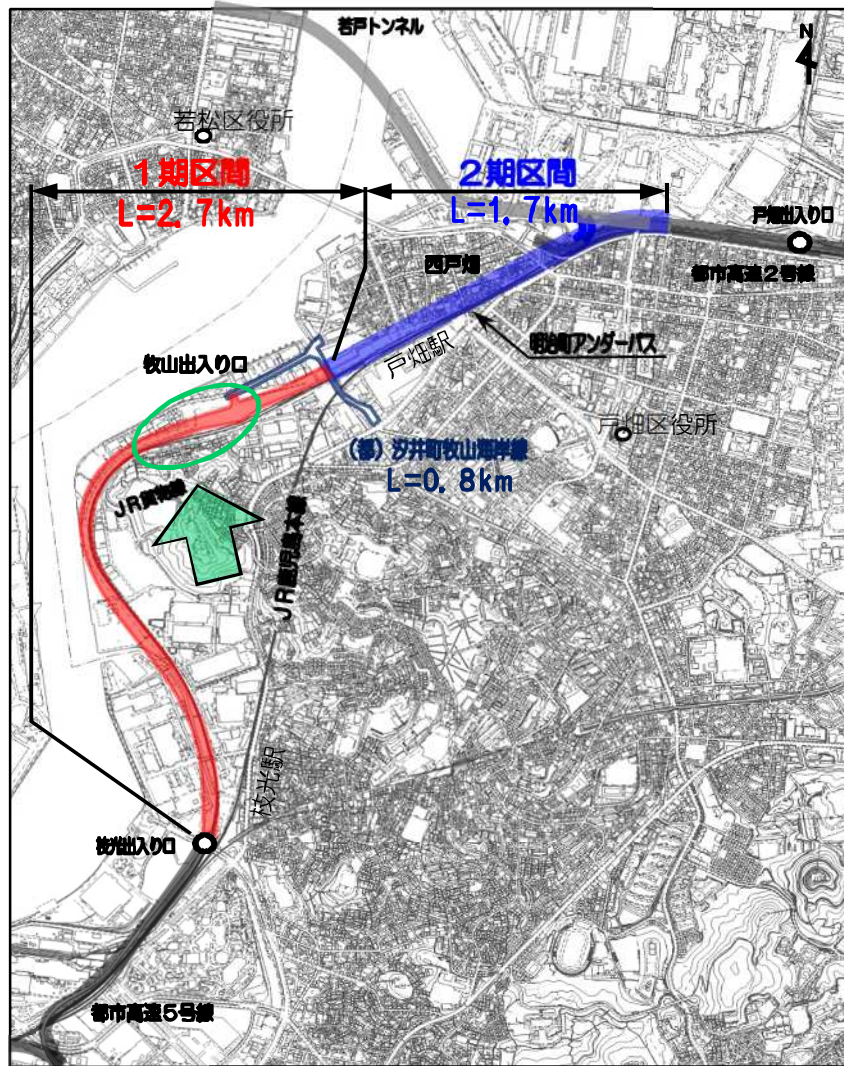 若戸トンネル
N
若松区役所
1期区間
L=2.7km
2期区間
L=1.7km
戸畑出入り口
都市高速2号線
西戸畑
明治町アンダーパス
戸畑駅
牧山出入り口
戸畑区役所
(都)汐井町牧山海岸線
L=0.8km
JR貨物線
JR鹿児島本線
枝光駅
枝光出入り口
都市高速5号線